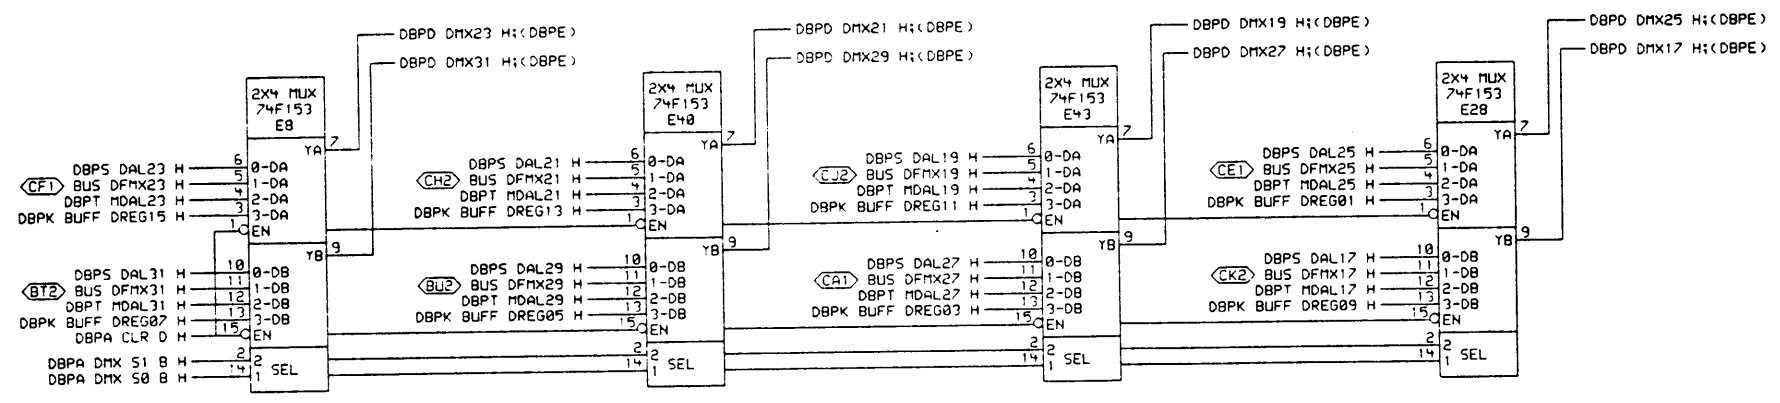 DBPD DMX23 H;(DBPE)
DBPD DMX31 H;(DBPE)
2X4 MUX
74F153
E8
7
YA
DBPS DAL23 H 6 0-DA
CF1 BUS DFMX23 H 5 1-DA
DBPT MDAL23 H 4 2-DA
DBPK BUFF DREG15 H 3 3-DA
1 EN
9
YB
DBPS DAL31 H 10 0-DB
BT2 BUS DFMX31 H 11 1-DB
DBPT MDAL31 H 12 2-DB
DBPK BUFF DREG07 H 13 3-DB
DBPA CLR D H 15 EN
DBPA DMX S1 B H 2 2
DBPA DMX S0 B H 14 1
SEL
DBPD DMX21 H;(DBPE)
DBPD DMX29 H;(DBPE)
2X4 MUX
74F153
E40
7
YA
DBPS DAL21 H 6 0-DA
CH2 BUS DFMX21 H 5 1-DA
DBPT MDAL21 H 4 2-DA
DBPK BUFF DREG13 H 3 3-DA
1 EN
9
YB
DBPS DAL29 H 10 0-DB
BU2 BUS DFMX29 H 11 1-DB
DBPT MDAL29 H 12 2-DB
DBPK BUFF DREG05 H 13 3-DB
15 EN
2 2
14 1
SEL
DBPD DMX19 H;(DBPE)
DBPD DMX27 H;(DBPE)
2X4 MUX
74F153
E43
7
YA
DBPS DAL19 H 6 0-DA
CJ2 BUS DFMX19 H 5 1-DA
DBPT MDAL19 H 4 2-DA
DBPK BUFF DREG11 H 3 3-DA
1 EN
9
YB
DBPS DAL27 H 10 0-DB
CA1 BUS DFMX27 H 11 1-DB
DBPT MDAL27 H 12 2-DB
DBPK BUFF DREG03 H 13 3-DB
15 EN
2 2
14 1
SEL
DBPD DMX25 H;(DBPE)
DBPD DMX17 H;(DBPE)
2X4 MUX
74F153
E28
7
YA
DBPS DAL25 H 6 0-DA
CE1 BUS DFMX25 H 5 1-DA
DBPT MDAL25 H 4 2-DA
DBPK BUFF DREG01 H 3 3-DA
1 EN
9
YB
DBPS DAL17 H 10 0-DB
CK2 BUS DFMX17 H 11 1-DB
DBPT MDAL17 H 12 2-DB
DBPK BUFF DREG09 H 13 3-DB
15 EN
2 2
14 1
SEL